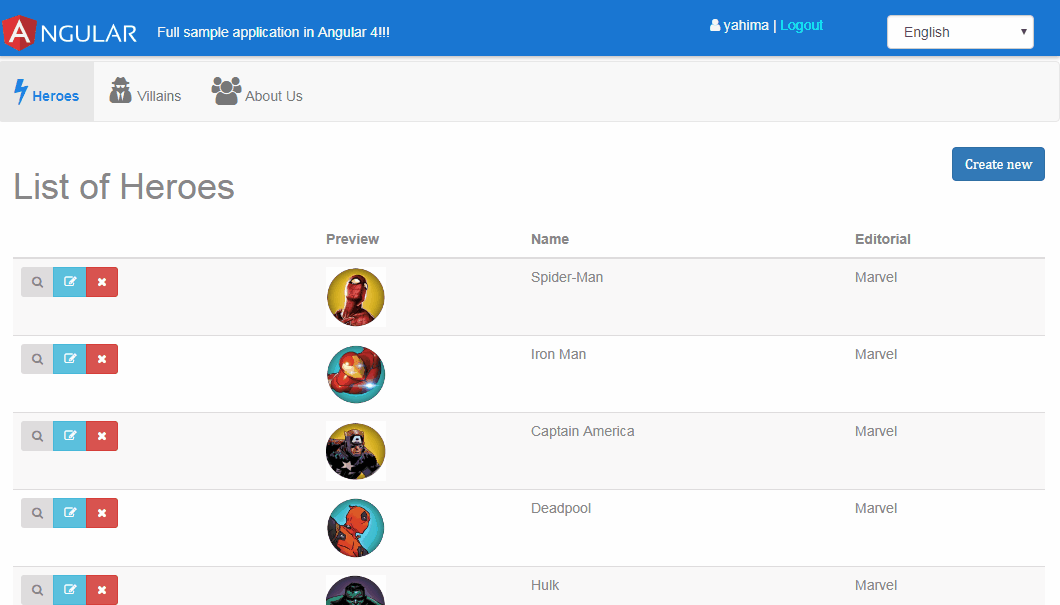 ANGULAR Full sample application in Angular 4!!! yahima | Logout English
Heroes Villains About Us
Create new
List of Heroes
Preview Name Editorial
Spider-Man Marvel
Iron Man Marvel
Captain America Marvel
Deadpool Marvel
Hulk Marvel